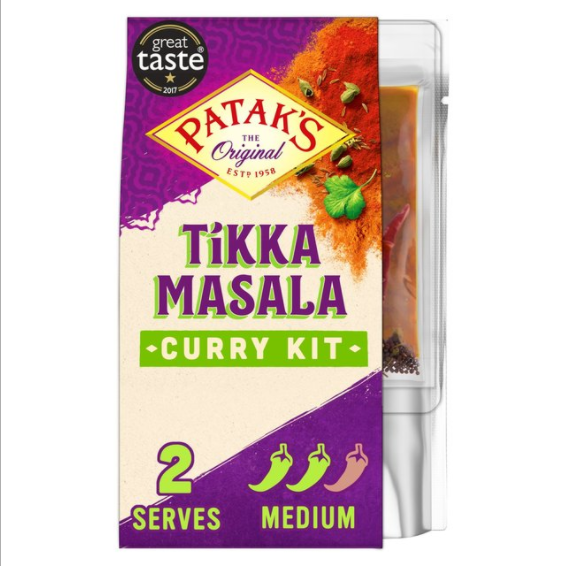 great
taste®
2017
PATAK'S
THE
Original
ESTD 1958
TiKKA
MASALA
CURRY KIT
2
SERVES
MEDIUM